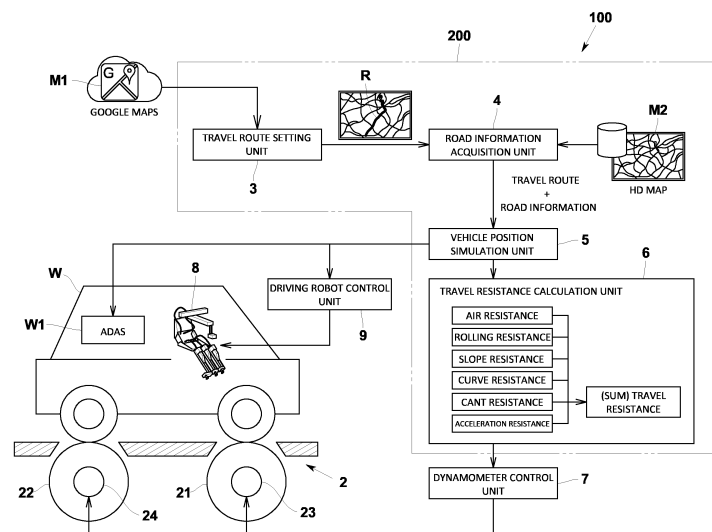 100
200
M1
G
GOOGLE MAPS
R
4
M2
TRAVEL ROUTE SETTING
UNIT
3
ROAD INFORMATION
ACQUISITION UNIT
HD MAP
TRAVEL ROUTE
+
ROAD INFORMATION
VEHICLE POSITION
SIMULATION UNIT
5
6
W
8
W1
ADAS
DRIVING ROBOT CONTROL
UNIT
9
TRAVEL RESISTANCE CALCULATION UNIT
AIR RESISTANCE
ROLLING RESISTANCE
SLOPE RESISTANCE
CURVE RESISTANCE
CANT RESISTANCE
ACCELERATION RESISTANCE
(SUM) TRAVEL
RESISTANCE
22
24
21
23
2
DYNAMOMETER CONTROL
UNIT
7